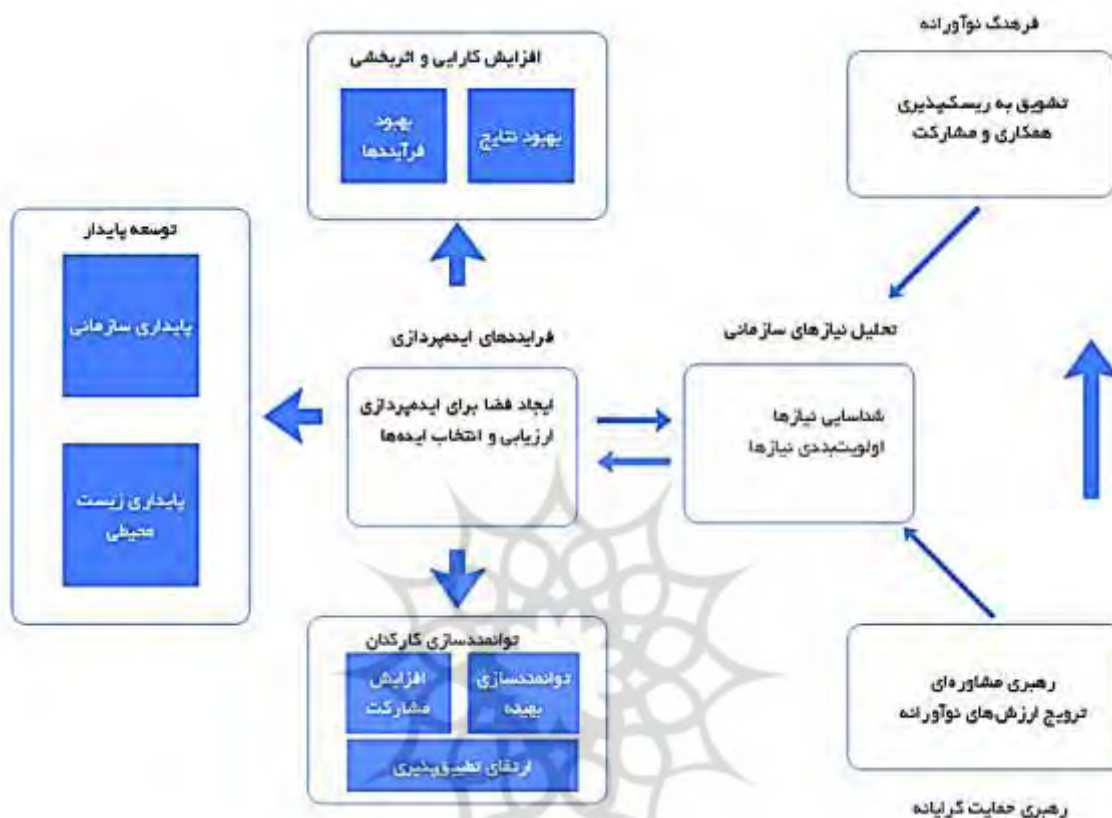 فرهنگ نوآورانه
تشویق به ریسک‌پذیری
همکاری و مشارکت
افزایش کارایی و اثربخشی
بهبود نتایج
بهبود
فرآیندها
توسعه پایدار
پایداری سازمانی
پایداری زیست
محیطی
تحلیل نیازهای سازمانی
شناسایی نیازها
اولویت‌بندی نیازها
فرایندهای ایده‌پردازی
ایجاد فضا برای ایده‌پردازی
ارزیابی و انتخاب ایده‌ها
توانمندسازی کارکنان
توانمندسازی
بهینه
افزایش
مشارکت
ارتقای تطبیق‌پذیری
رهبری مشاوره‌ای
ترویج ارزش‌های نوآورانه
رهبری حمایت گرایانه